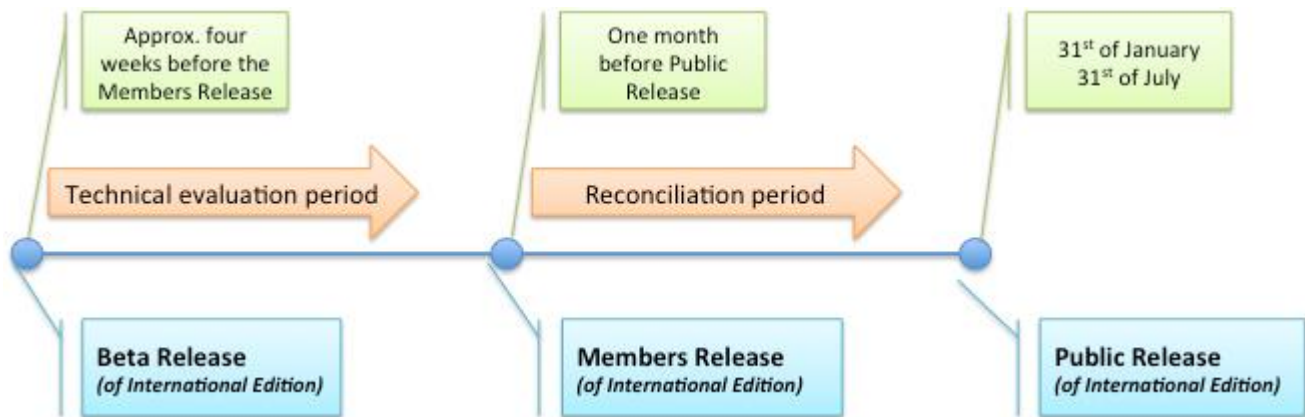 Approx. four
weeks before the
Members Release
One month
before Public
Release
31st of January
31st of July
Technical evaluation period
Reconciliation period
Beta Release
(of International Edition)
Members Release
(of International Edition)
Public Release
(of International Edition)